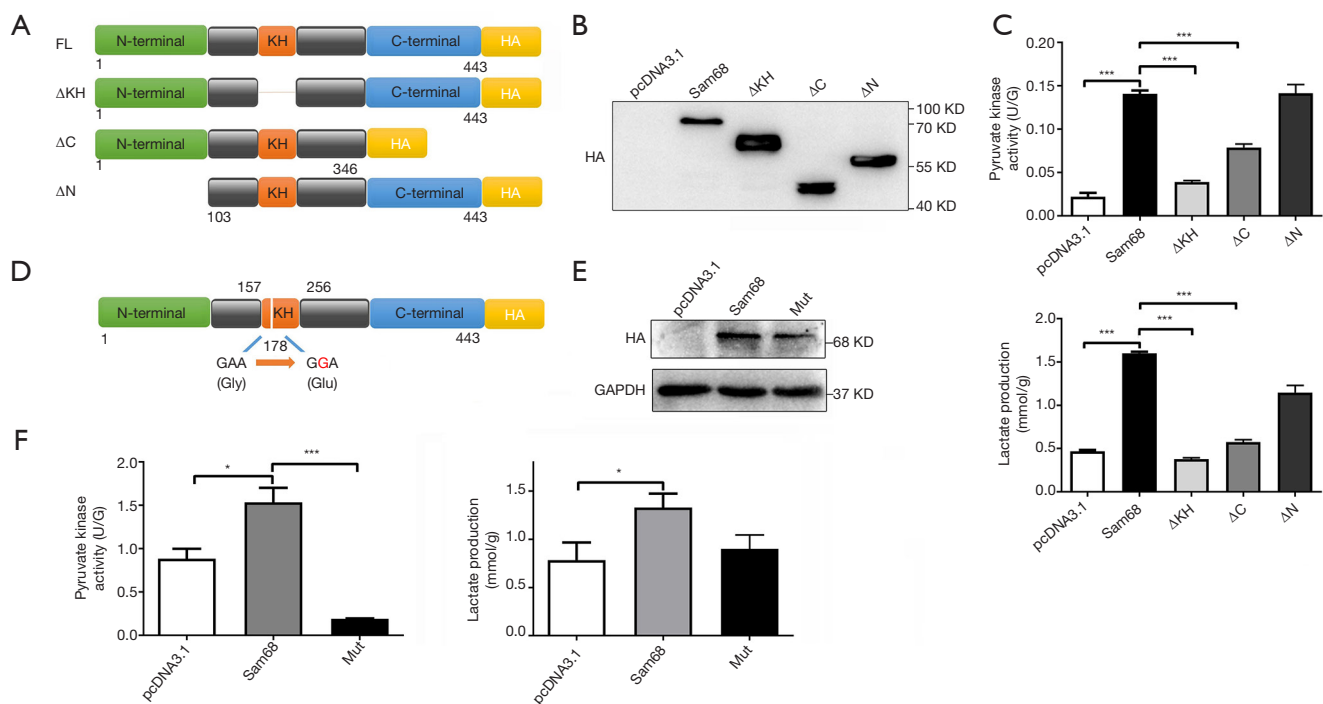 A
FL
N-terminal
KH
C-terminal
HA
1
443
ΔKH
N-terminal
C-terminal
HA
1
443
ΔC
N-terminal
KH
HA
1
346
ΔN
KH
C-terminal
HA
103
443
B
pcDNA3.1
Sam68
ΔKH
ΔC
ΔN
HA
100 KD
70 KD
55 KD
40 KD
C
Pyruvate kinase
activity (U/G)
0.20
0.15
0.10
0.05
0.00
***
***
***
pcDNA3.1
Sam68
ΔKH
ΔC
ΔN
Lactate production
(mmol/g)
2.0
1.5
1.0
0.5
0.0
***
***
***
pcDNA3.1
Sam68
ΔKH
ΔC
ΔN
D
157
256
N-terminal
KH
C-terminal
HA
1
443
178
GAA
GGA
(Gly)
(Glu)
E
pcDNA3.1
Sam68
Mut
HA
68 KD
GAPDH
37 KD
F
Pyruvate kinase
activity (U/G)
2.0
1.5
1.0
0.5
0.0
*
***
pcDNA3.1
Sam68
Mut
Lactate production
(mmol/g)
1.5
1.0
0.5
0.0
*
pcDNA3.1
Sam68
Mut